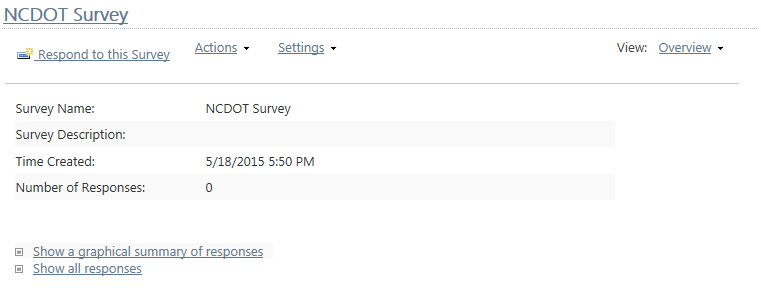 NCDOT Survey
Respond to this Survey Actions Settings View: Overview
Survey Name: NCDOT Survey
Survey Description:
Time Created: 5/18/2015 5:50 PM
Number of Responses: 0
Show a graphical summary of responses
Show all responses